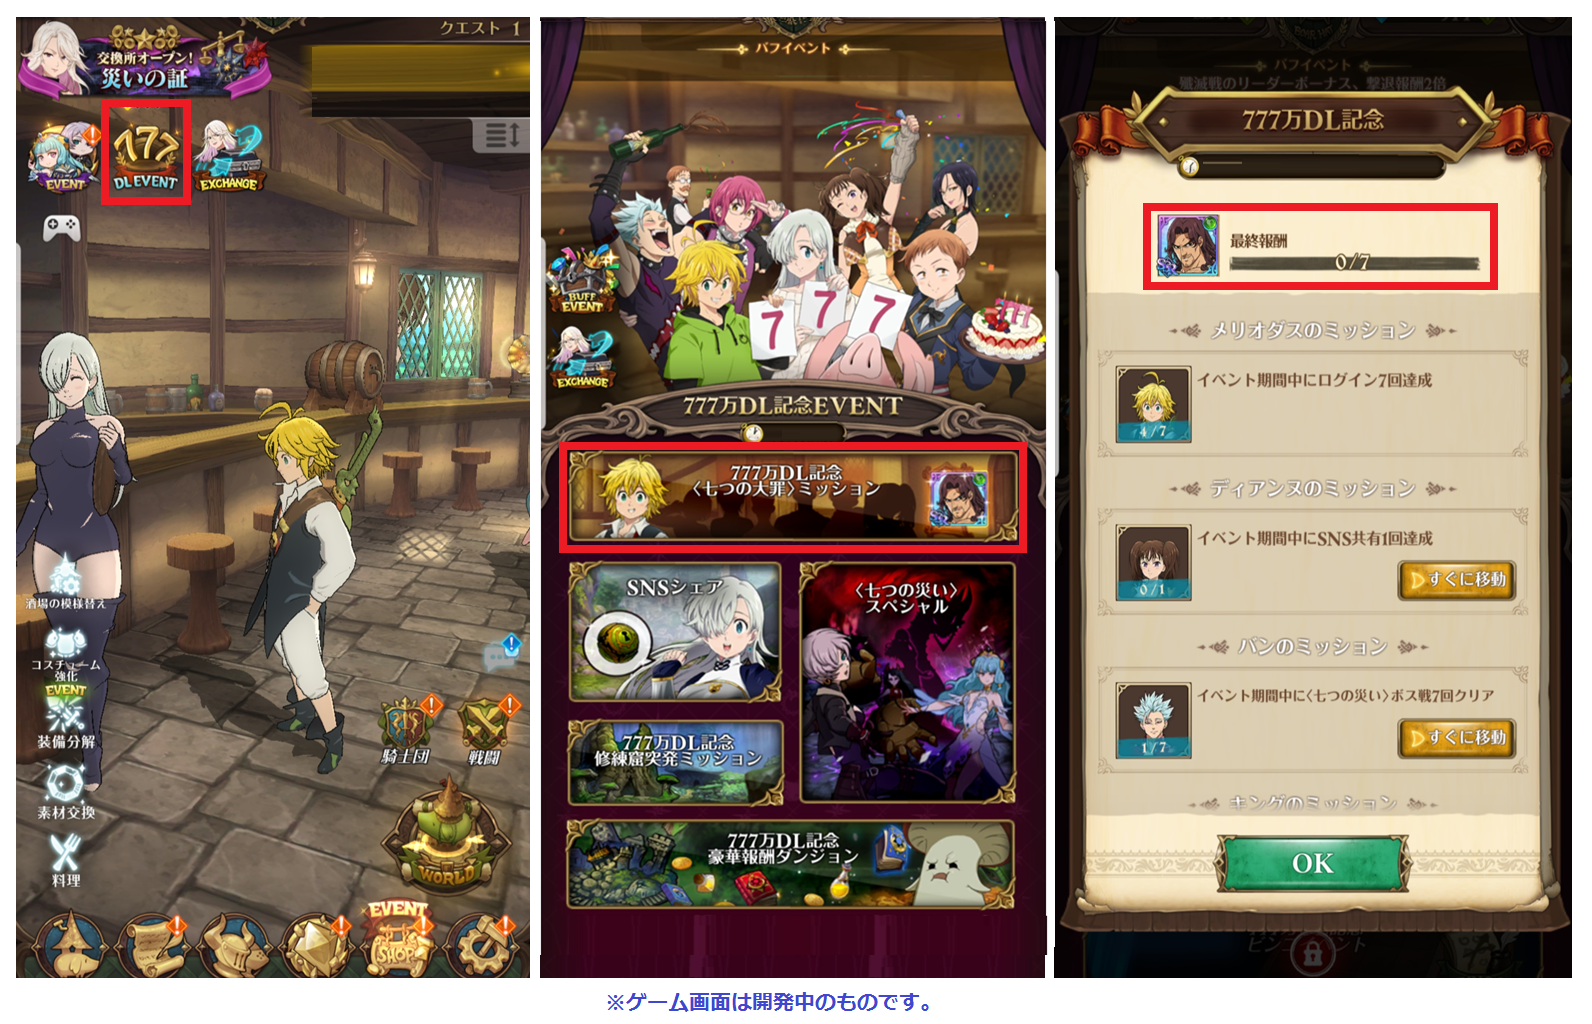 クエスト 1
交換所オープン!
災いの証
EVENT
7
DL EVENT
EXCHANGE
酒場の模様替え
コスチューム
強化
EVENT
装備分解
素材交換
料理
騎士団
戦闘
WORLD
EVENT
SHOP
バフイベント
BUFF
EVENT
EXCHANGE
7
7
7
777
777万DL記念EVENT
777万DL記念
〈七つの大罪〉ミッション
SNSシェア
〈七つの災い〉
スペシャル
777万DL記念
修練窟突発ミッション
777万DL記念
豪華報酬ダンジョン
バフイベント
殲滅戦のリーダーボーナス、撃退報酬2倍
777万DL記念
最終報酬
0/7
メリオダスのミッション
イベント期間中にログイン7回達成
4/7
ディアンヌのミッション
イベント期間中にSNS共有1回達成
0/1
すぐに移動
バンのミッション
イベント期間中に〈七つの災い〉ボス戦7回クリア
1/7
すぐに移動
キングのミッション
OK
※ゲーム画面は開発中のものです。